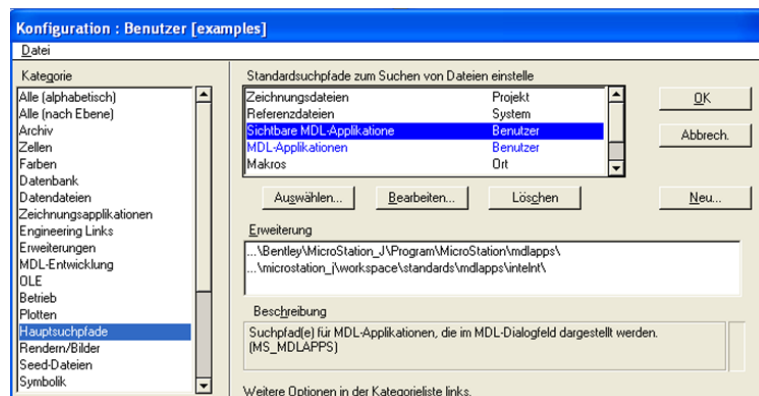 Konfiguration : Benutzer [examples]
Datei
Kategorie
Alle (alphabetisch)
Alle (nach Ebene)
Archiv
Zellen
Farben
Datenbank
Datendateien
Zeichnungsapplikationen
Engineering Links
Erweiterungen
MDL-Entwicklung
OLE
Betrieb
Plotten
Hauptsuchpfade
Rendern/Bilder
Seed-Dateien
Symbolik
Standardsuchpfade zum Suchen von Dateien einstelle
Zeichnungsdateien Projekt
Referenzdateien System
Sichtbare MDL-Applikatione Benutzer
MDL-Applikationen Benutzer
Makros Ort
OK
Abbrech.
Auswählen... Bearbeiten... Löschen Neu...
Erweiterung
...\Bentley\MicroStation_J\Program\MicroStation\mdlapps\
...\microstation_j\workspace\standards\mdlapps\intelnt\
Beschreibung
Suchpfad(e) für MDL-Applikationen, die im MDL-Dialogfeld dargestellt werden.
(MS_MDLAPPS)
Weitere Optionen in der Kategorieliste links.